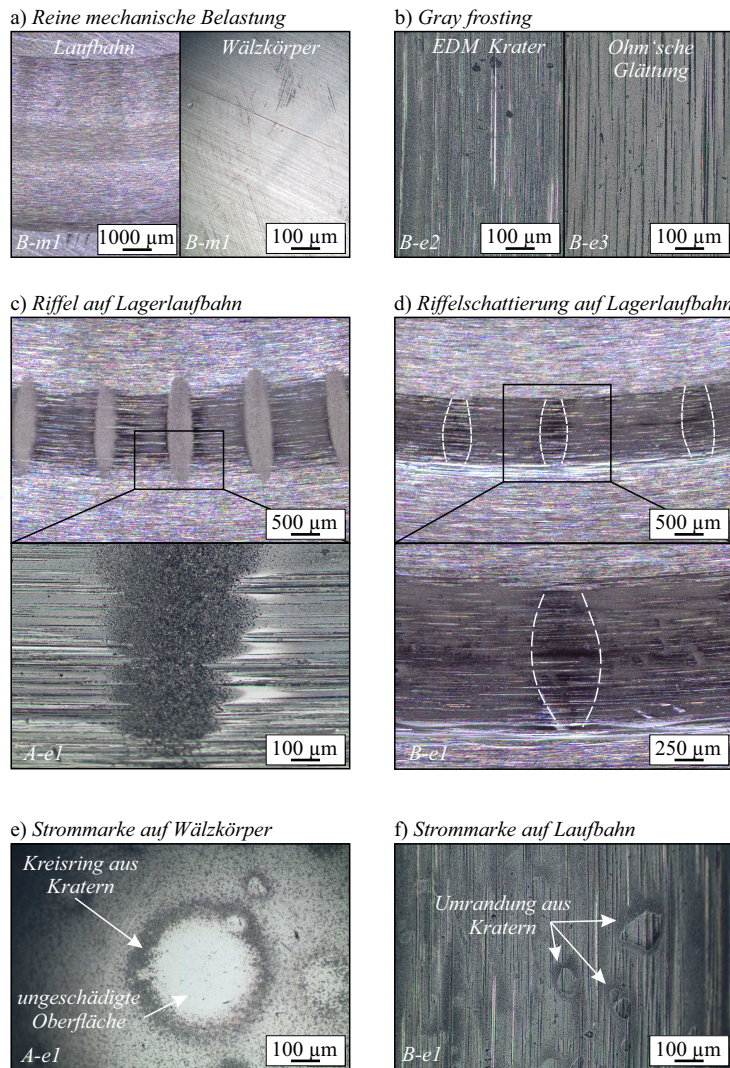 a) Reine mechanische Belastung
Laufbahn
Wälzkörper
B-m1
1000 µm
B-m1
100 µm
b) Gray frosting
EDM Krater
Ohm'sche
Glättung
B-e2
100 µm
B-e3
100 µm
c) Riffel auf Lagerlaufbahn
500 µm
A-e1
100 µm
d) Riffelschattierung auf Lagerlaufbahn
500 µm
B-e1
250 µm
e) Strommarke auf Wälzkörper
Kreisring aus
Kratern
ungeschädigte
Oberfläche
A-e1
100 µm
f) Strommarke auf Laufbahn
Umrandung aus
Kratern
B-e1
100 µm